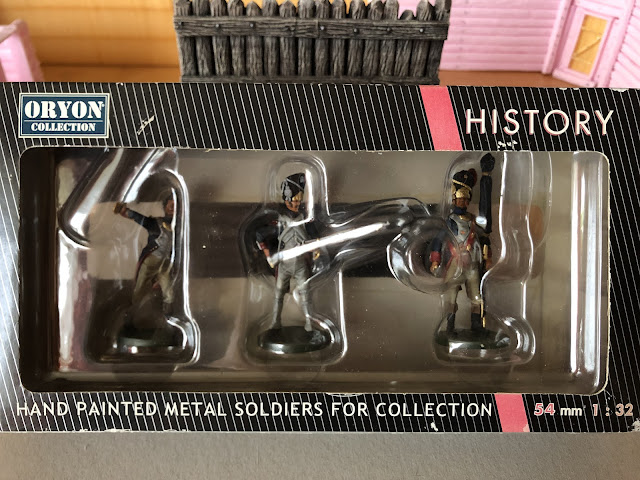 ORYON
COLLECTION
HISTORY
HAND PAINTED METAL SOLDIERS FOR COLLECTION
54 mm 1:32